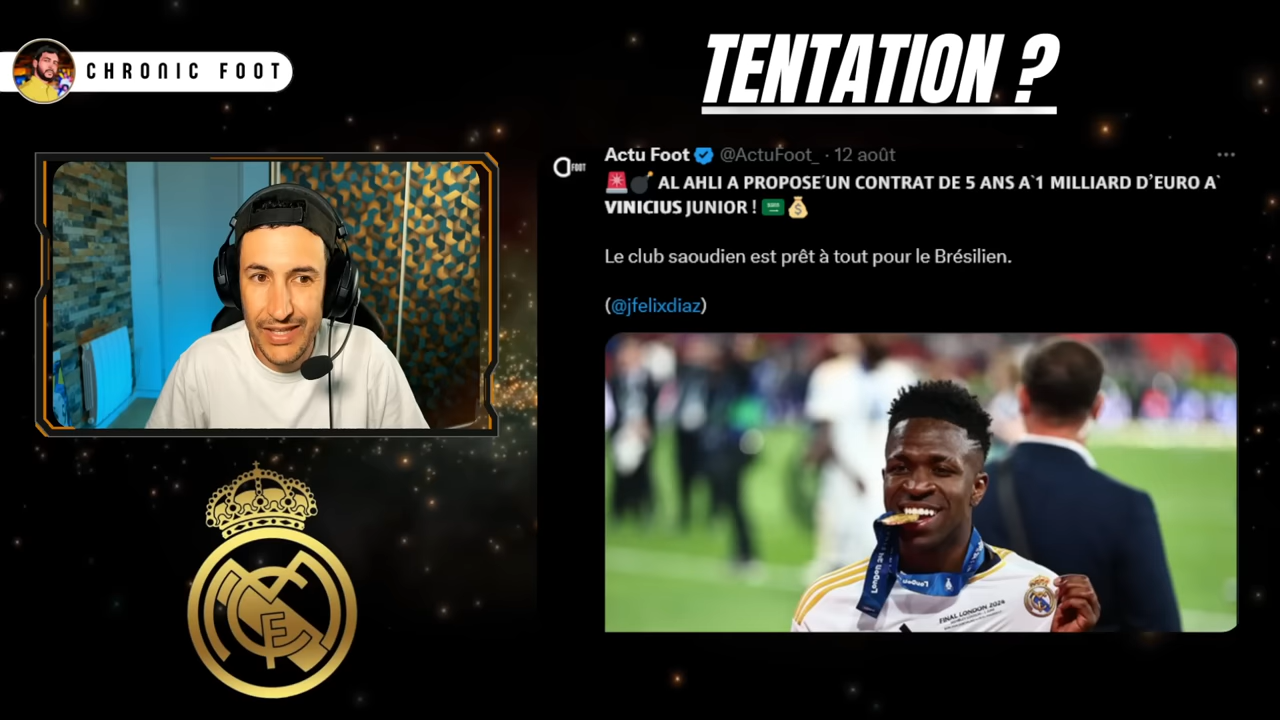 CHRONIC FOOT
TENTATION ?
FOOT
Actu Foot @ActuFoot_ · 12 août
AL AHLI A PROPOSE´UN CONTRAT DE 5 ANS A`1 MILLIARD D’EURO A`
VINICIUS JUNIOR !
Le club saoudien est prêt à tout pour le Brésilien.
(@jfelixdiaz)
FINAL LONDON 2024